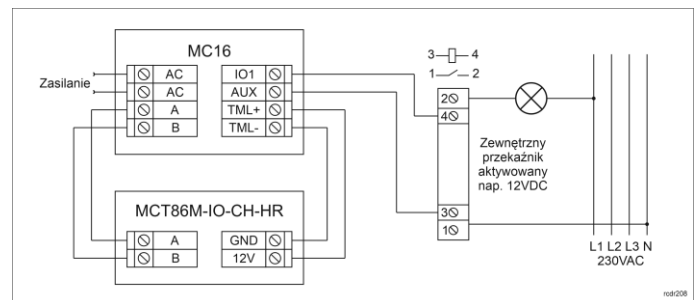 MC16
3 4
1 2
Zasilanie
AC IO1
AC AUX
A TML+
B TML-
2
4
Zewnętrzny
przekaźnik
aktywowany
nap. 12VDC
3
1
MCT86M-IO-CH-HR
A GND
B 12V
L1 L2 L3 N
230VAC
rodr208